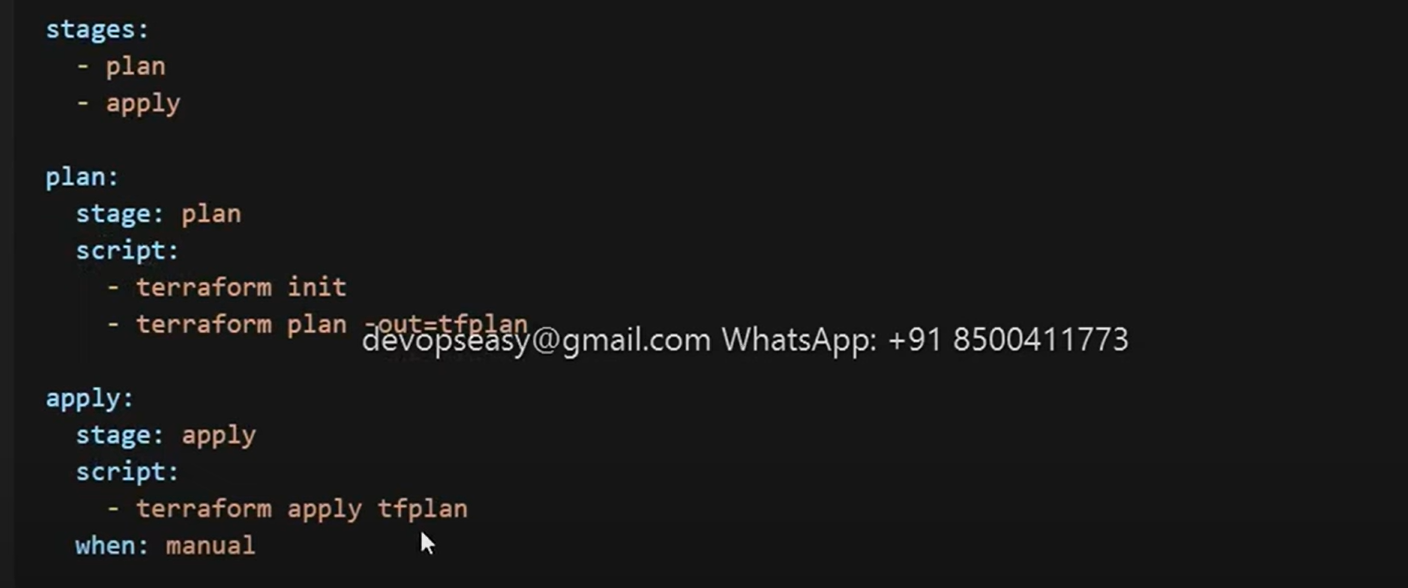 stages:
  - plan
  - apply
plan:
  stage: plan
  script:
    - terraform init
    - terraform plan -out=tfplan
devopseasy@gmail.com WhatsApp: +91 8500411773
apply:
  stage: apply
  script:
    - terraform apply tfplan
  when: manual